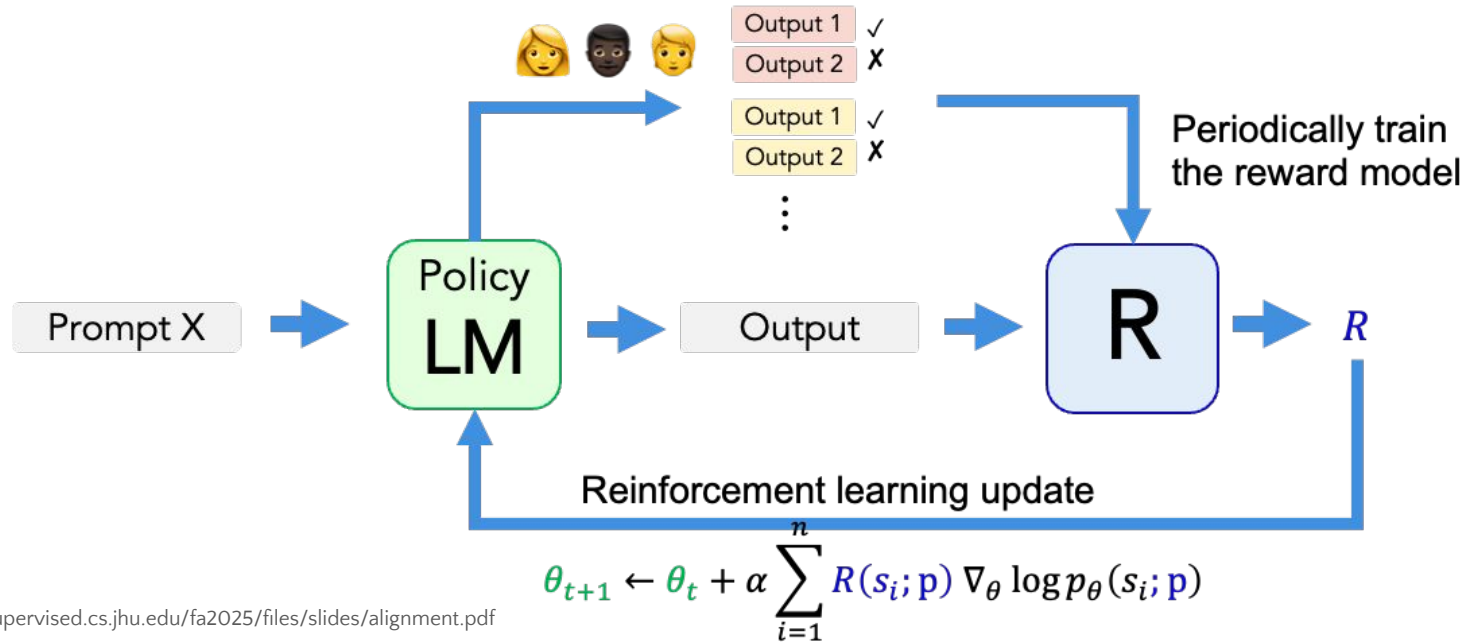 Output 1 ✓
Output 2 ✗
Output 1 ✓
Output 2 ✗
⋮
Periodically train
the reward model
Prompt X
Policy
LM
Output
R
R
Reinforcement learning update
θₜ₊₁ ← θₜ + α ∑ⁿᵢ₌₁ R(sᵢ; p) ∇θ log pθ(sᵢ; p)
upervised.cs.jhu.edu/fa2025/files/slides/alignment.pdf